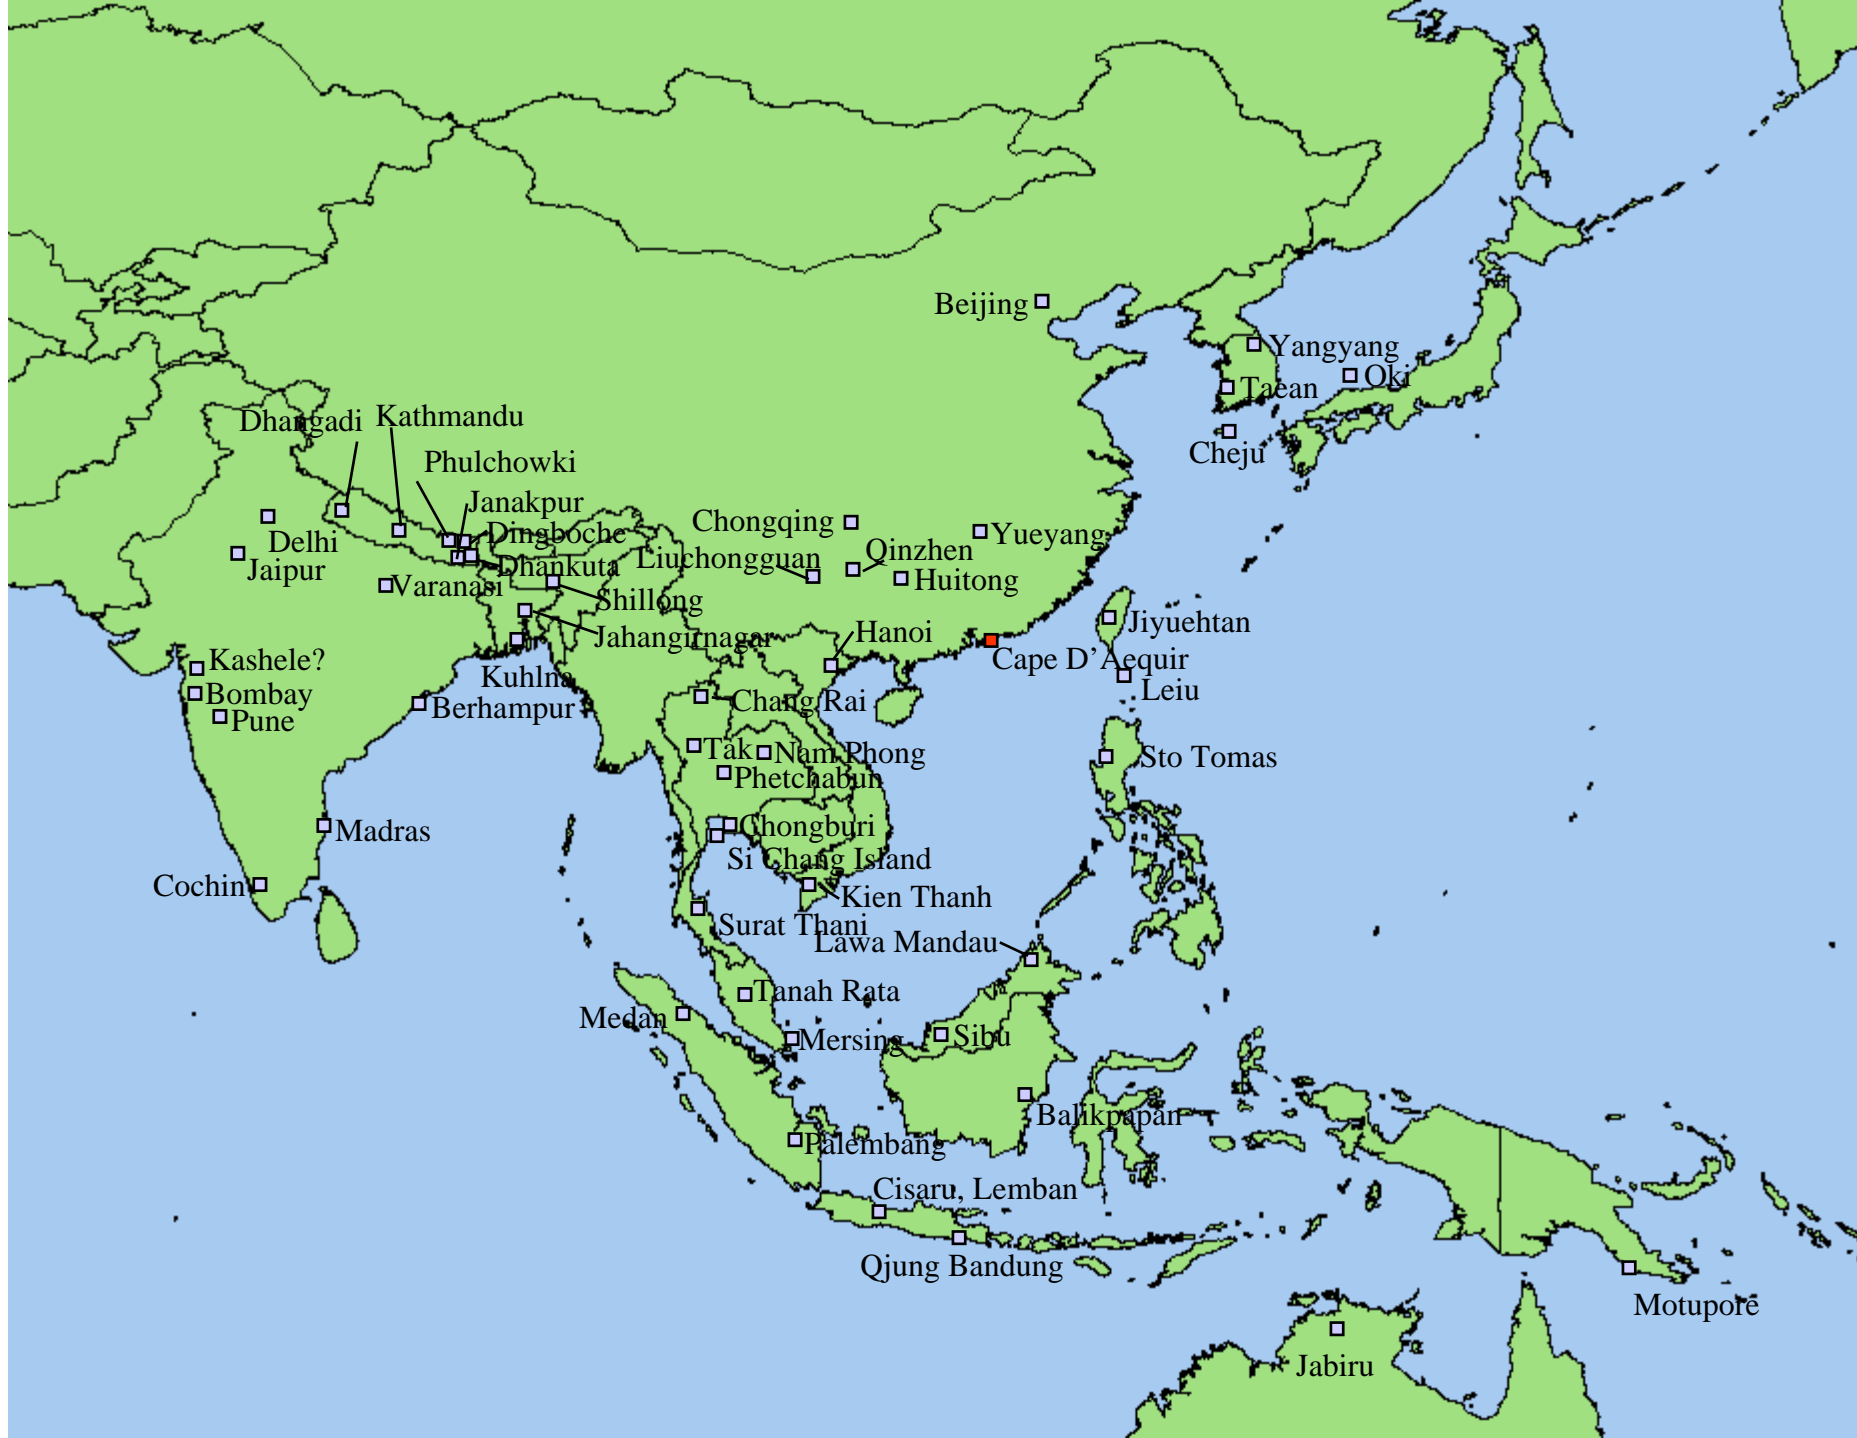 Beijing
Yangyang
Oki
Taean
Dhangadi
Kathmandu
Cheju
Phulchowki
Janakpur
Chongqing
Dingboche
Yueyang
Delhi
Qinzhen
Liuchongguan
Dhankuta
Jaipur
Huitong
Varanasi
Shillong
Jiyuehtan
Hanoi
Jahangirnagar
Cape D’Aequir
Kashele?
Kuhlna
Leiu
Bombay
Chang Rai
Berhampur
Pune
Tak
Nam Phong
Sto Tomas
Phetchabun
Chongburi
Madras
Si Chang Island
Cochin
Kien Thanh
Surat Thani
Lawa Mandau
Tanah Rata
Medan
Sibu
Mersing
Balikpapan
Palembang
Cisaru, Lemban
Qjung Bandung
Motupore
Jabiru